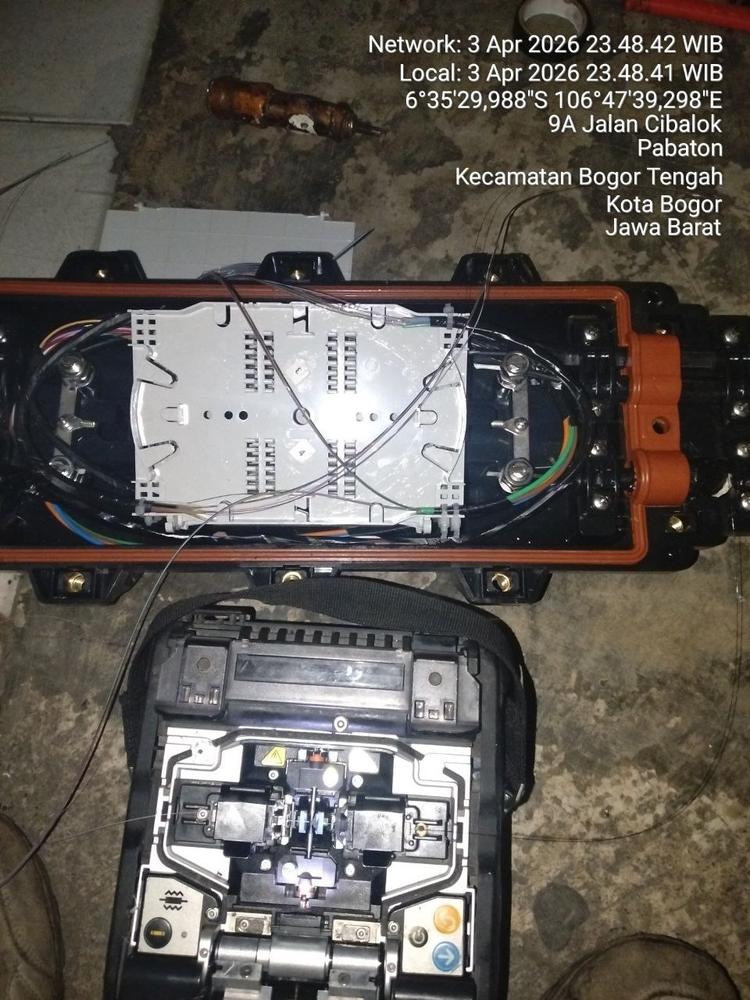 Network: 3 Apr 2026 23.48.42 WIB
Local: 3 Apr 2026 23.48.41 WIB
6°35'29,988"S 106°47'39,298"E
9A Jalan Cibalok
Pabaton
Kecamatan Bogor Tengah
Kota Bogor
Jawa Barat
4